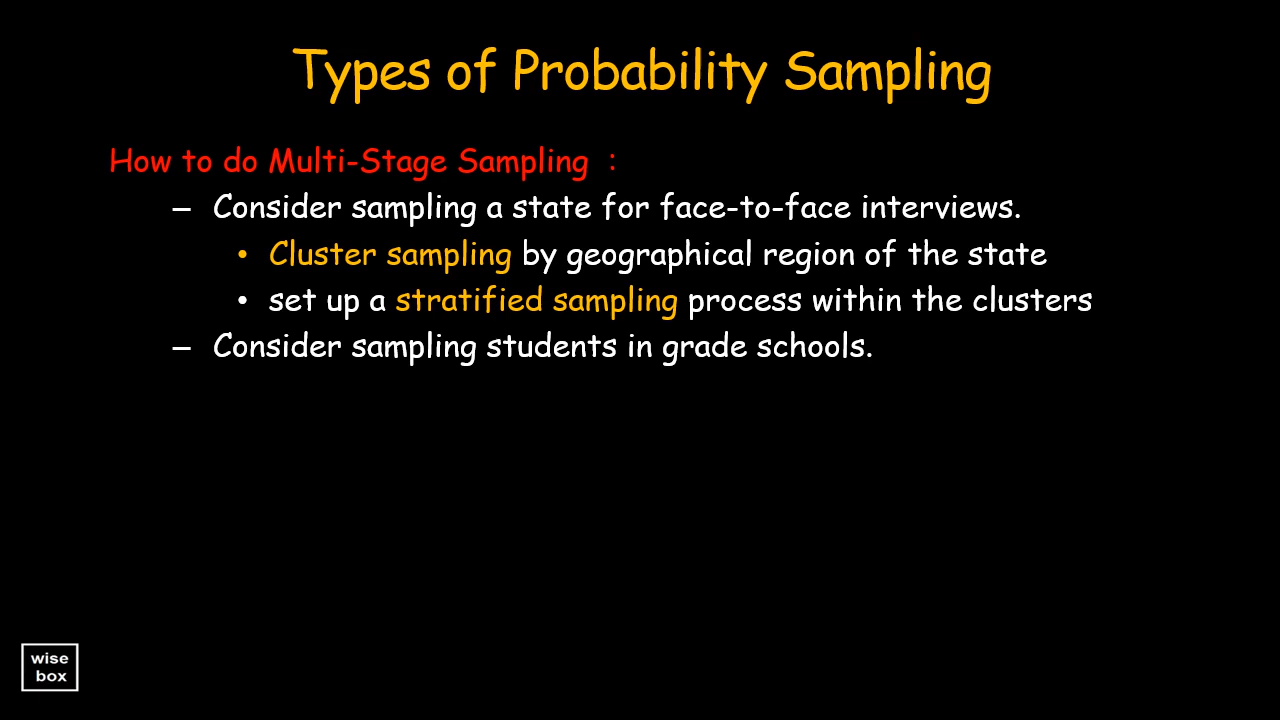 Types of Probability Sampling
How to do Multi-Stage Sampling :
– Consider sampling a state for face-to-face interviews.
• Cluster sampling by geographical region of the state
• set up a stratified sampling process within the clusters
– Consider sampling students in grade schools.
wise
box